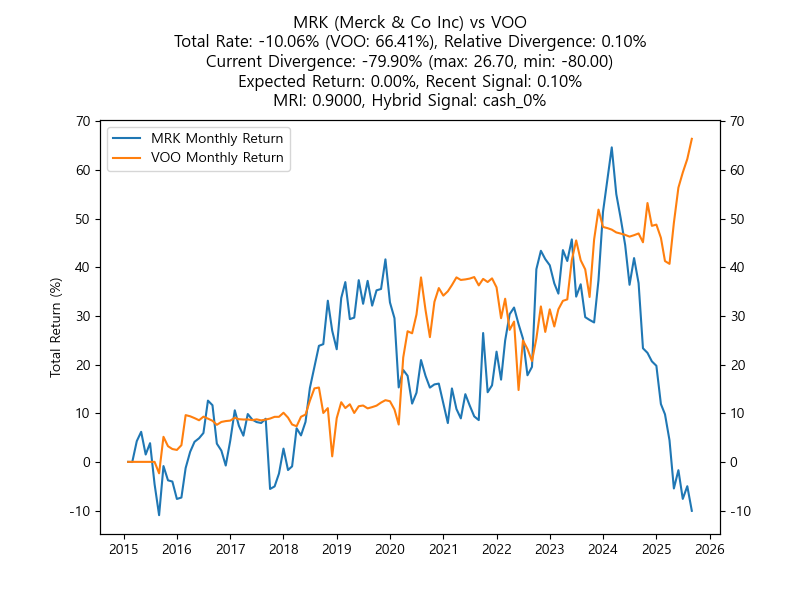 MRK (Merck & Co Inc) vs VOO
Total Rate: -10.06% (VOO: 66.41%), Relative Divergence: 0.10%
Current Divergence: -79.90% (max: 26.70, min: -80.00)
Expected Return: 0.00%, Recent Signal: 0.10%
MRI: 0.9000, Hybrid Signal: cash_0%
MRK Monthly Return
VOO Monthly Return
Total Return (%)
70
60
50
40
30
20
10
0
-10
70
60
50
40
30
20
10
0
-10
2015 2016 2017 2018 2019 2020 2021 2022 2023 2024 2025 2026